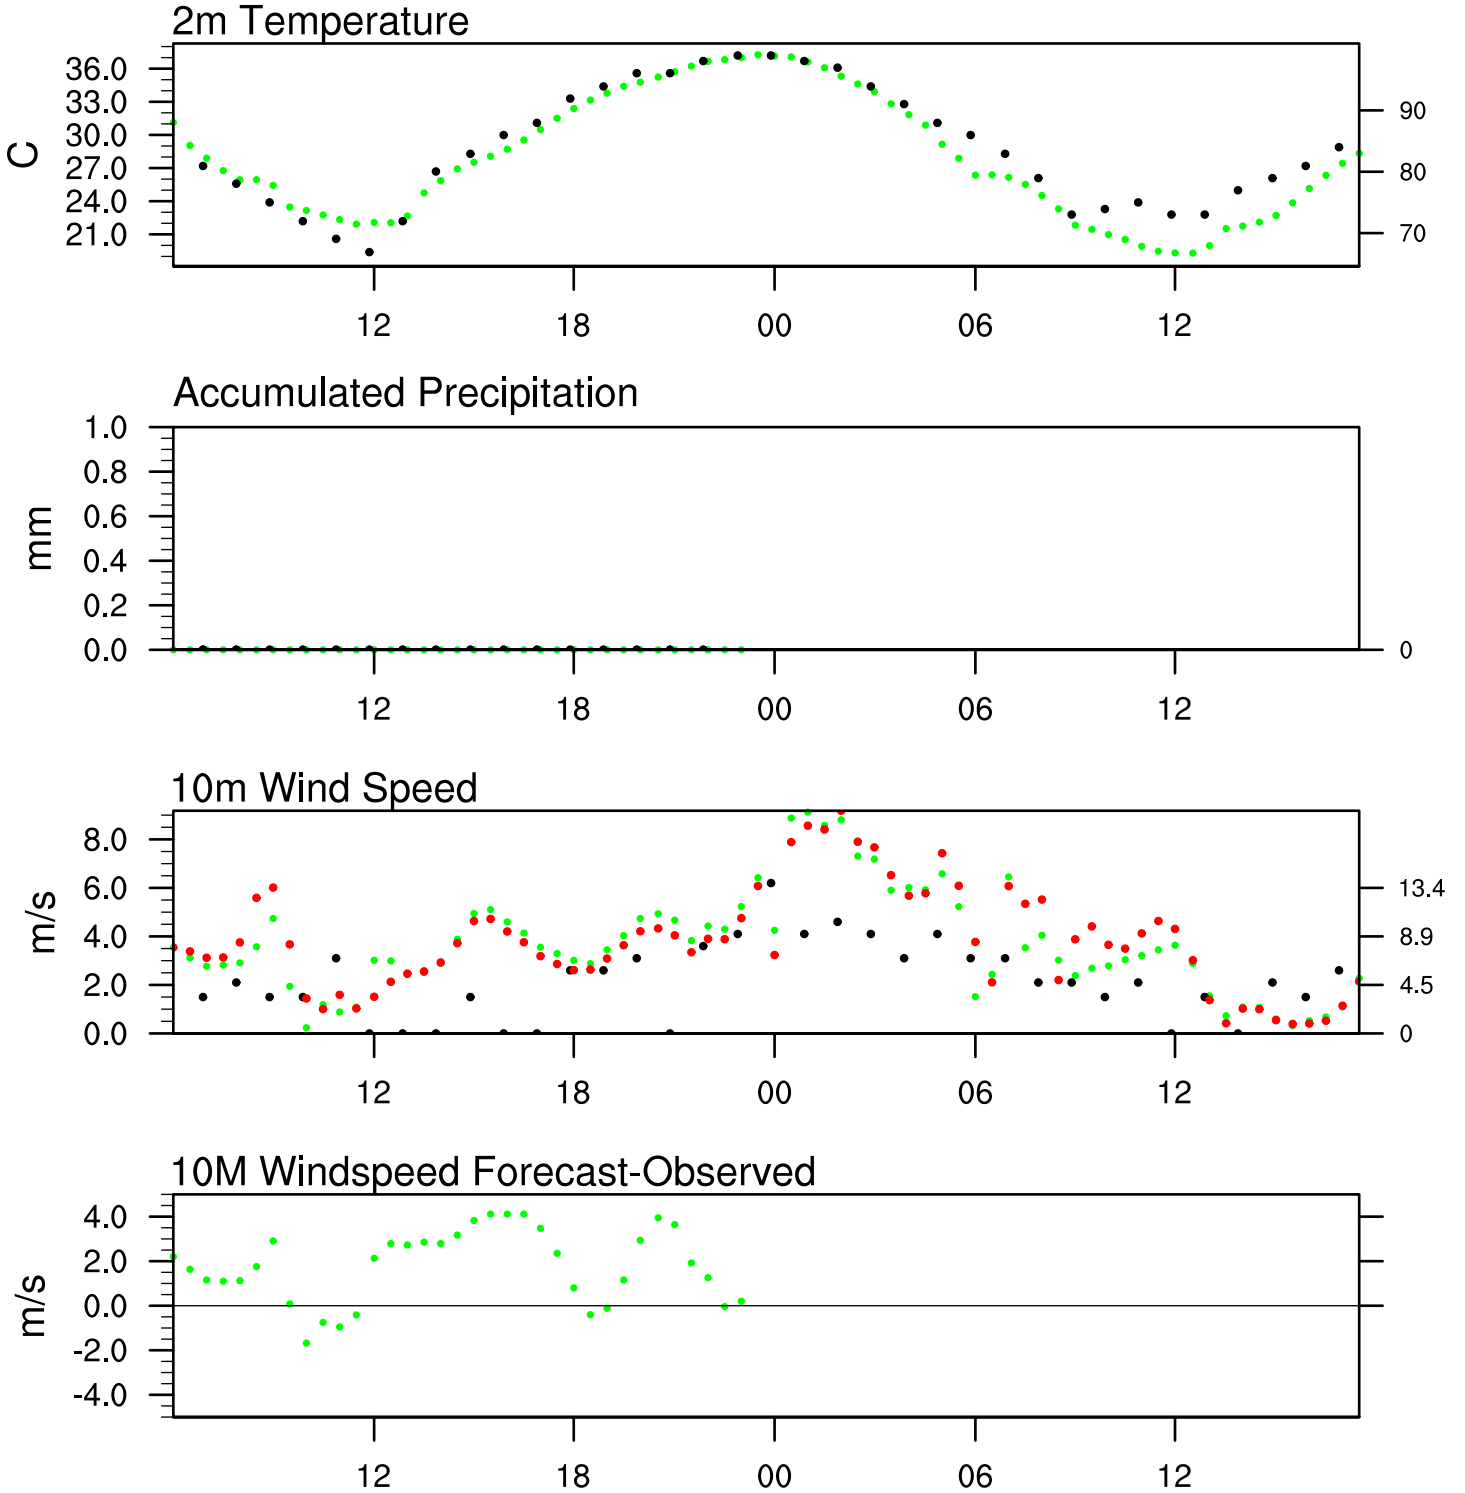 2m Temperature
36.0
33.0
30.0
27.0
24.0
21.0
C
90
80
70
12 18 00 06 12
Accumulated Precipitation
1.0
0.8
0.6
0.4
0.2
0.0
mm
0
12 18 00 06 12
10m Wind Speed
8.0
6.0
4.0
2.0
0.0
m/s
13.4
8.9
4.5
0
12 18 00 06 12
10M Windspeed Forecast-Observed
4.0
2.0
0.0
-2.0
-4.0
m/s
12 18 00 06 12